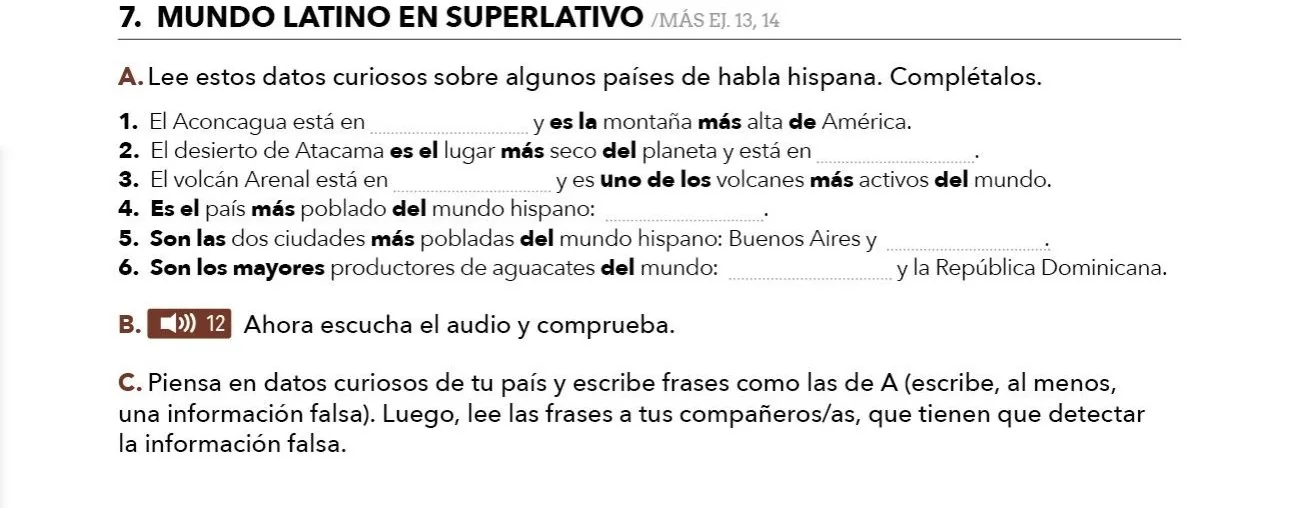 7. MUNDO LATINO EN SUPERLATIVO /MÁS EJ. 13, 14
A. Lee estos datos curiosos sobre algunos países de habla hispana. Complétalos.
1. El Aconcagua está en ____________ y es la montaña más alta de América.
2. El desierto de Atacama es el lugar más seco del planeta y está en ____________.
3. El volcán Arenal está en ____________ y es uno de los volcanes más activos del mundo.
4. Es el país más poblado del mundo hispano: ____________.
5. Son las dos ciudades más pobladas del mundo hispano: Buenos Aires y ____________.
6. Son los mayores productores de aguacates del mundo: ____________ y la República Dominicana.
B. 12 Ahora escucha el audio y comprueba.
C. Piensa en datos curiosos de tu país y escribe frases como las de A (escribe, al menos,
una información falsa). Luego, lee las frases a tus compañeros/as, que tienen que detectar
la información falsa.